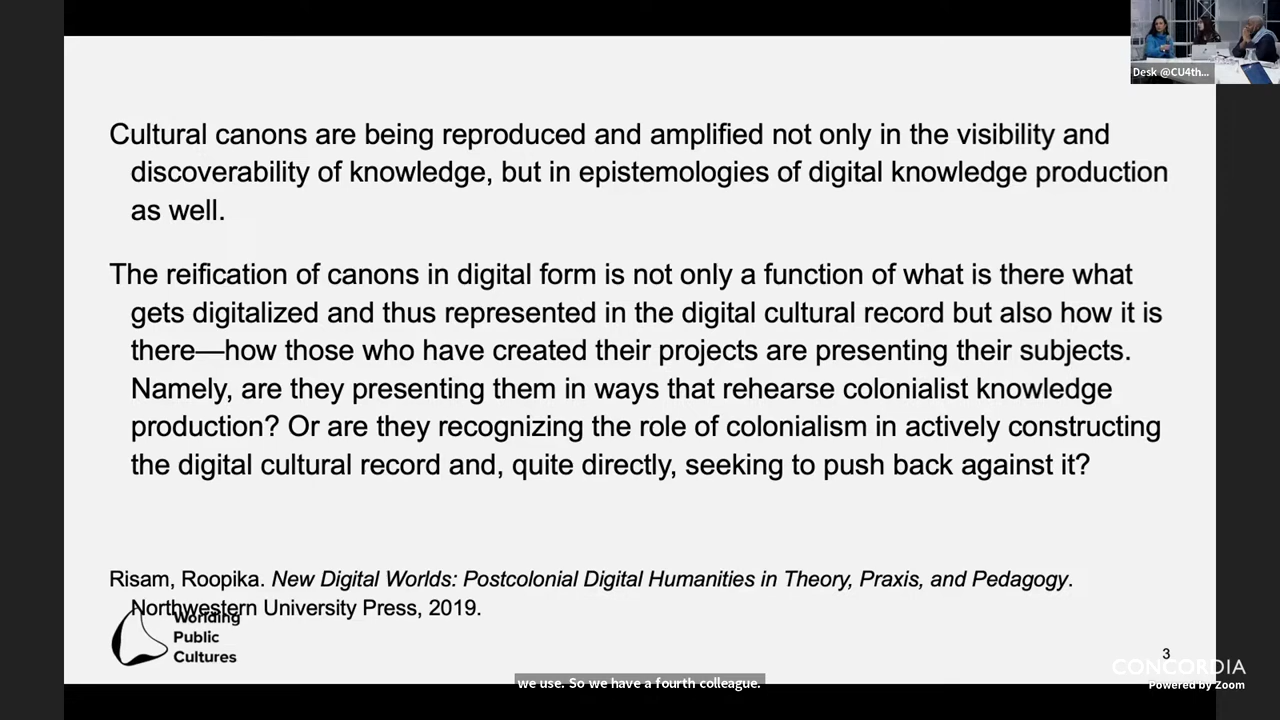 Desk @CU4th...
Cultural canons are being reproduced and amplified not only in the visibility and
discoverability of knowledge, but in epistemologies of digital knowledge production
as well.
The reification of canons in digital form is not only a function of what is there what
gets digitalized and thus represented in the digital cultural record but also how it is
there—how those who have created their projects are presenting their subjects.
Namely, are they presenting them in ways that rehearse colonialist knowledge
production? Or are they recognizing the role of colonialism in actively constructing
the digital cultural record and, quite directly, seeking to push back against it?
Risam, Roopika. New Digital Worlds: Postcolonial Digital Humanities in Theory, Praxis, and Pedagogy.
Northwestern University Press, 2019.
Worlding
Public
Cultures
3
CONCORDIA
Powered by Zoom
we use. So we have a fourth colleague.